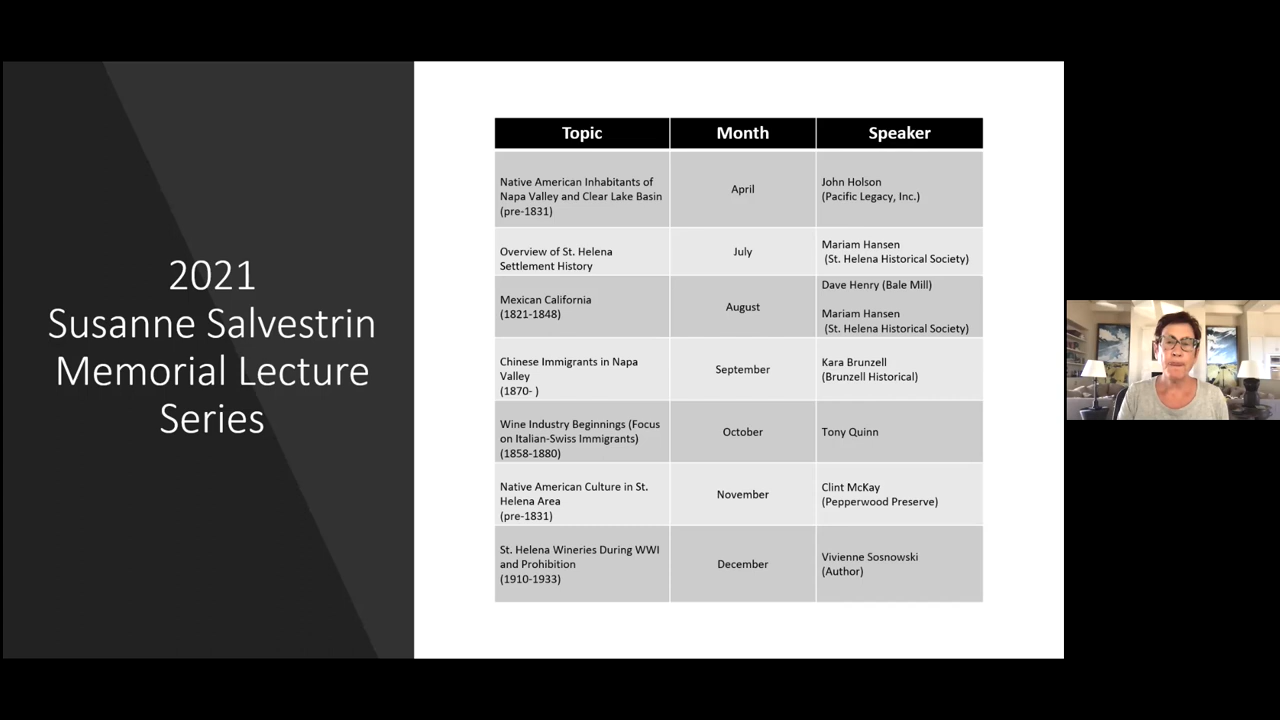 2021
Susanne Salvestrin
Memorial Lecture
Series
Topic
Month
Speaker
Native American Inhabitants of
Napa Valley and Clear Lake Basin
(pre-1831)
April
John Holson
(Pacific Legacy, Inc.)
Overview of St. Helena
Settlement History
July
Mariam Hansen
(St. Helena Historical Society)
Mexican California
(1821-1848)
August
Dave Henry (Bale Mill)
Mariam Hansen
(St. Helena Historical Society)
Chinese Immigrants in Napa
Valley
(1870- )
September
Kara Brunzell
(Brunzell Historical)
Wine Industry Beginnings (Focus
on Italian-Swiss Immigrants)
(1858-1880)
October
Tony Quinn
Native American Culture in St.
Helena Area
(pre-1831)
November
Clint McKay
(Pepperwood Preserve)
St. Helena Wineries During WWI
and Prohibition
(1910-1933)
December
Vivienne Sosnowski
(Author)